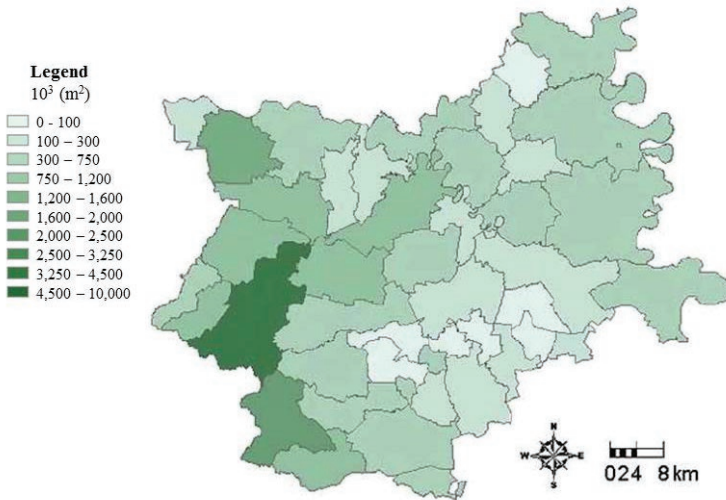 Legend
10³ (m²)
0 - 100
100 – 300
300 – 750
750 – 1,200
1,200 – 1,600
1,600 – 2,000
2,000 – 2,500
2,500 – 3,250
3,250 – 4,500
4,500 – 10,000
N
W E
S
024 8 km